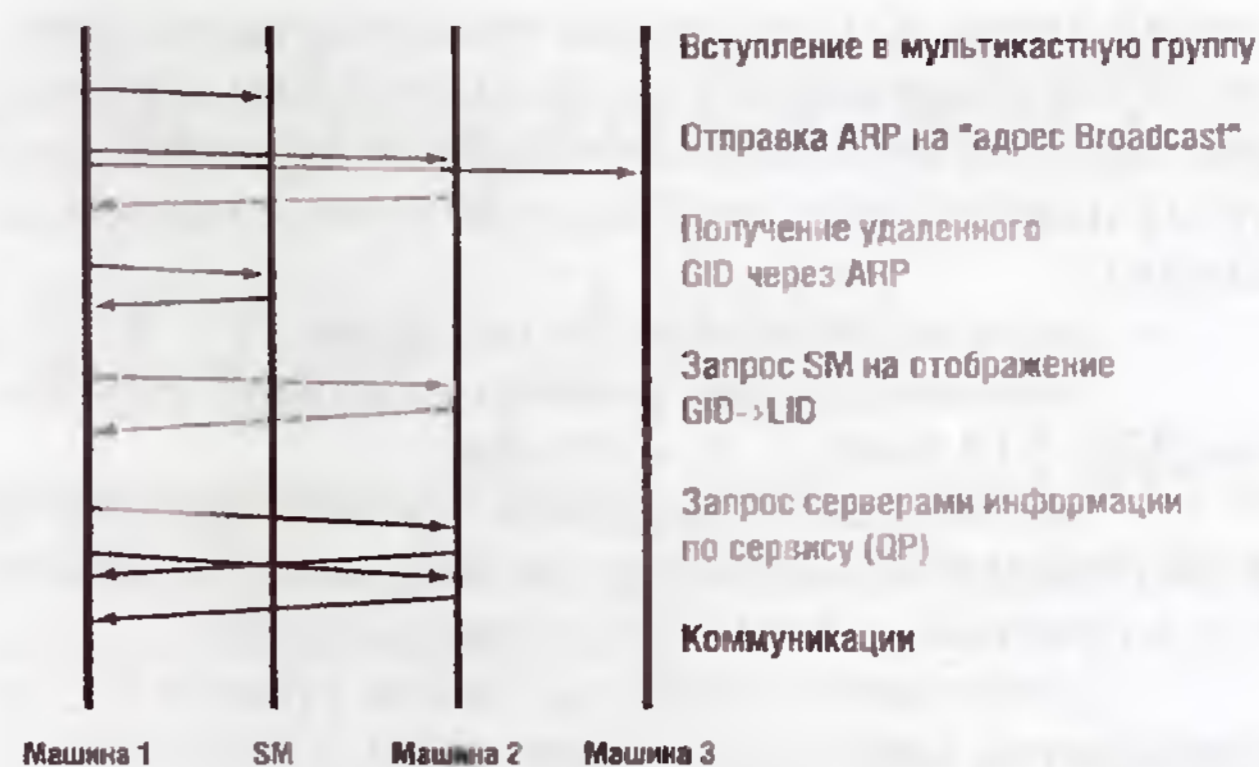 Вступление в мультикастную группу
Отправка ARP на "адрес Broadcast"
Получение удаленного
GID через ARP
Запрос SM на отображение
GID->LID
Запрос серверами информации
по сервису (QP)
Коммуникации
Машина 1 SM Машина 2 Машина 3